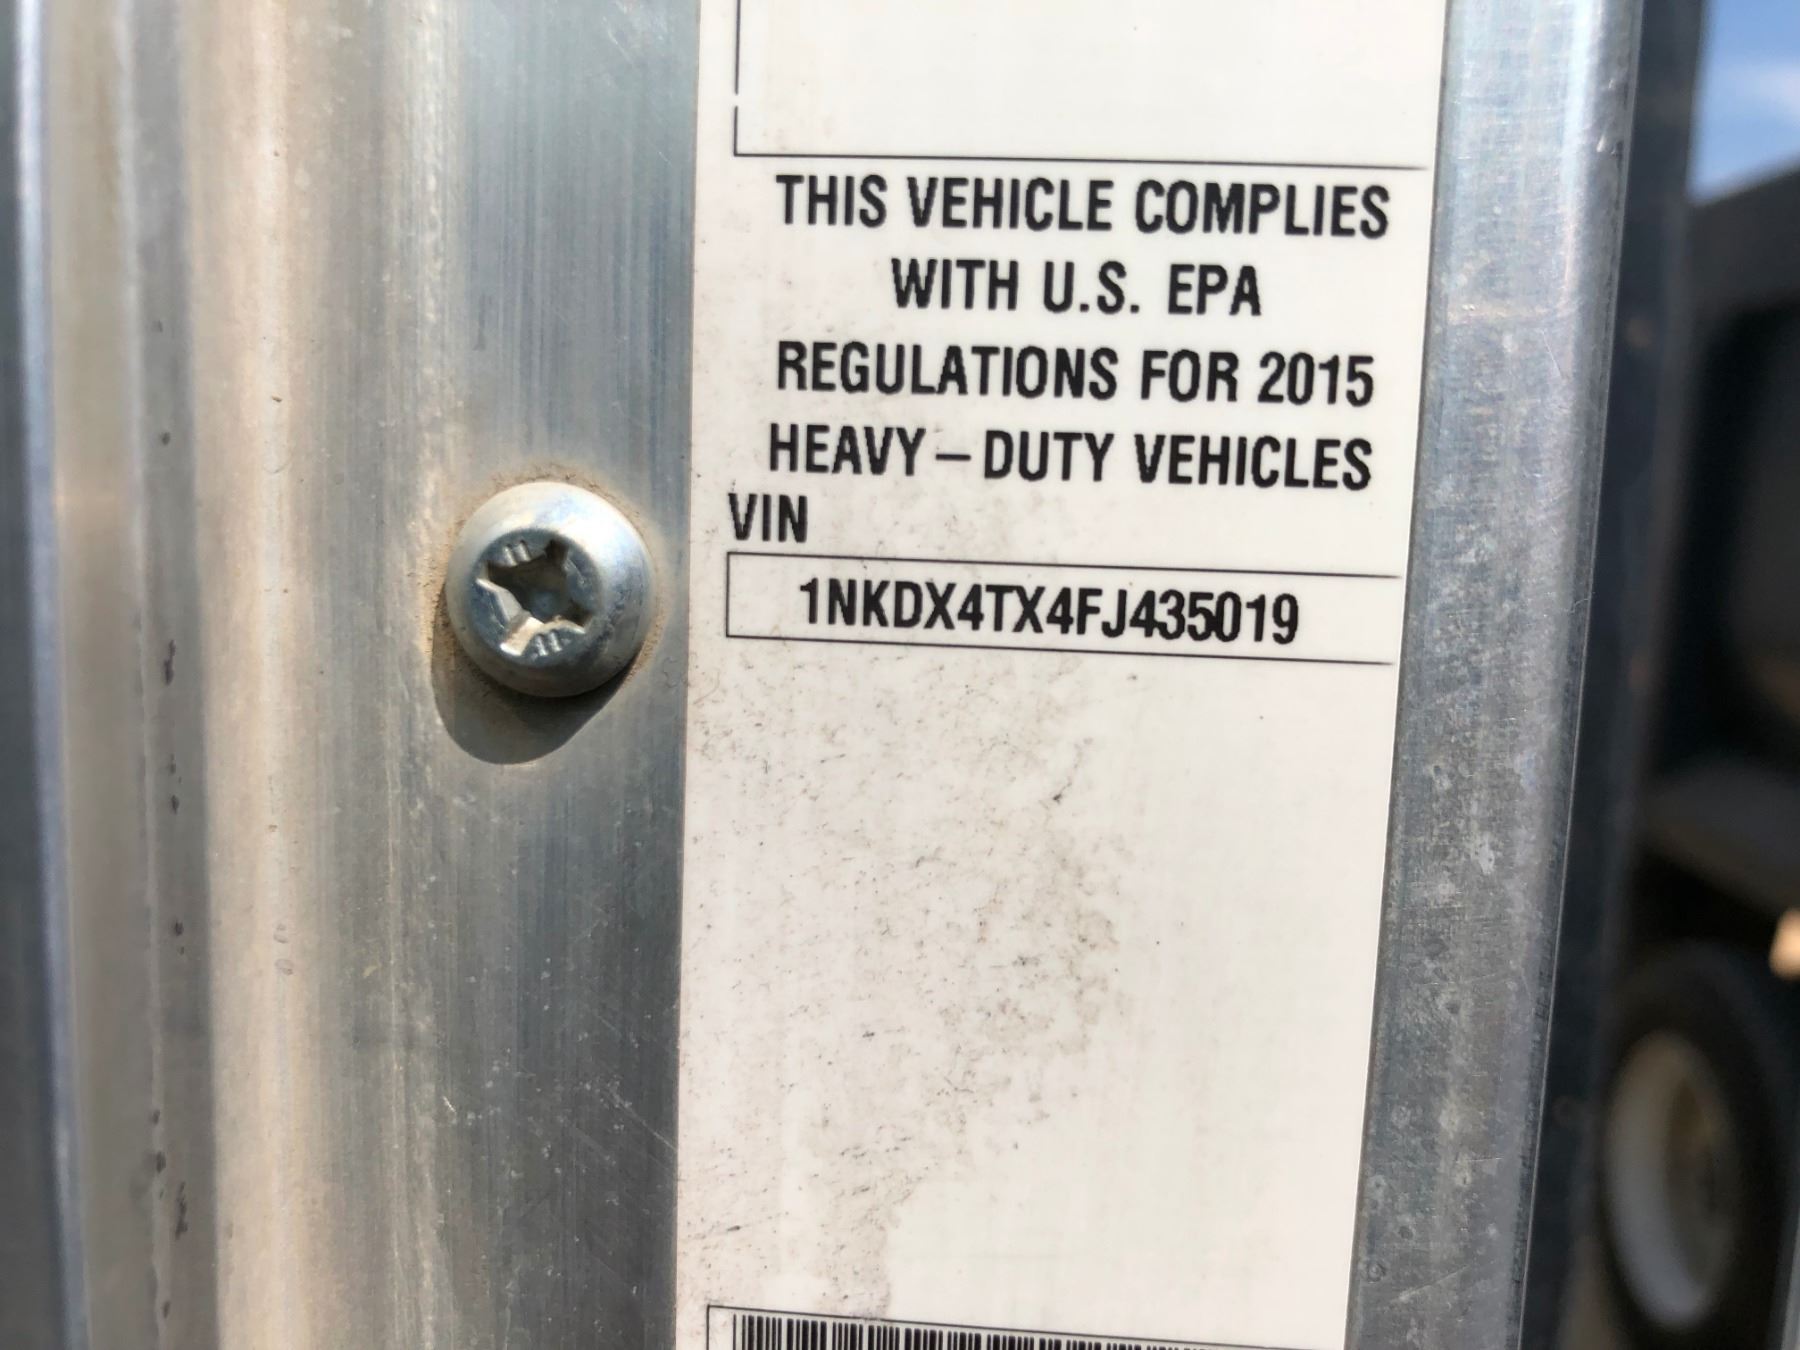 THIS VEHICLE COMPLIES
WITH U.S. EPA
REGULATIONS FOR 2015
HEAVY-DUTY VEHICLES
VIN
1NKDX4TX4FJ435019